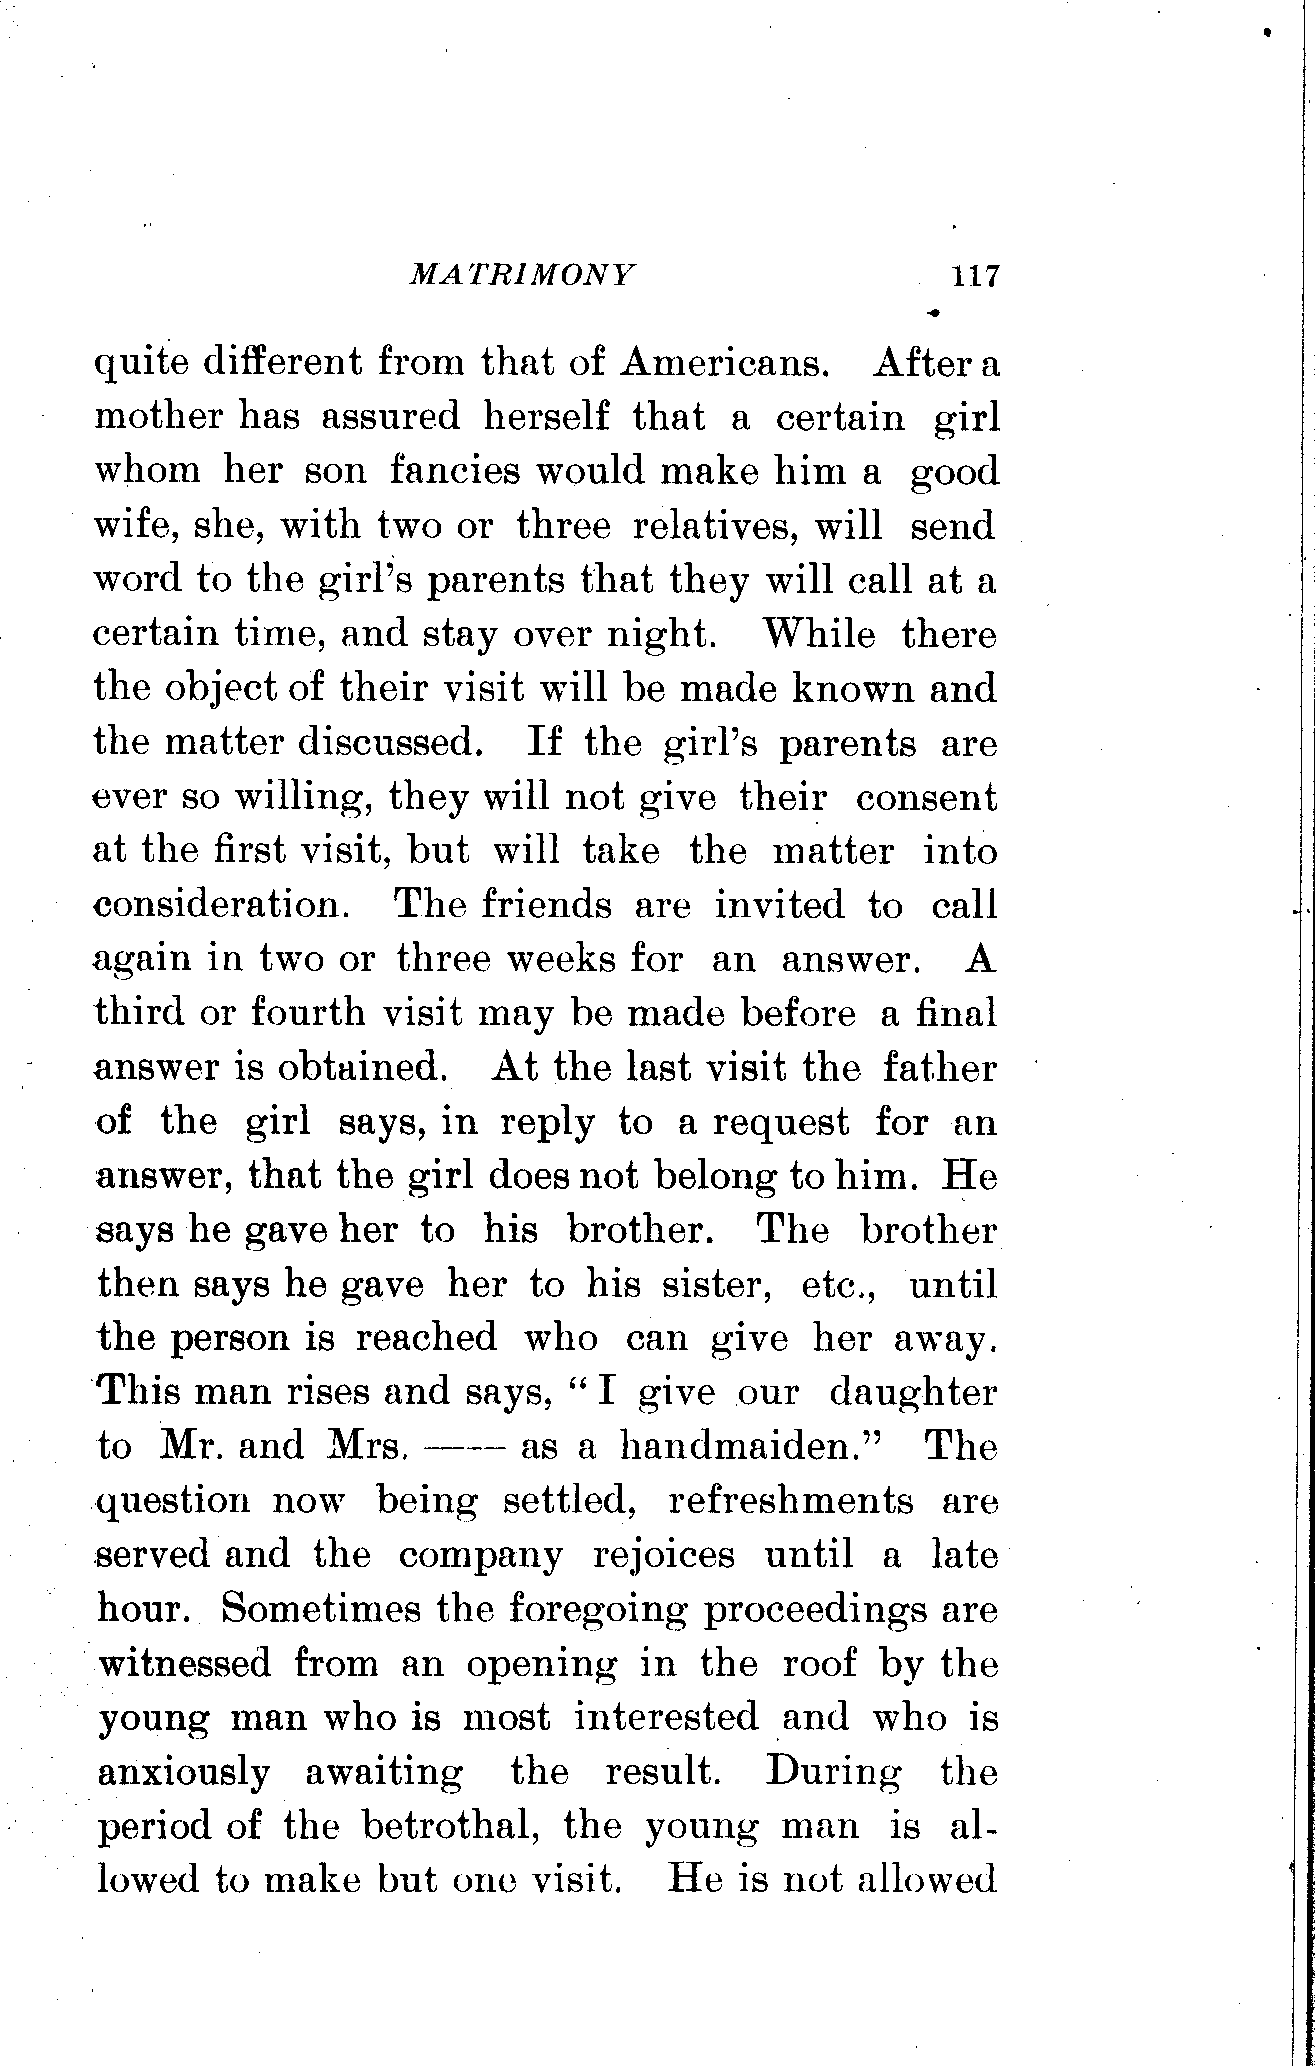 MATRIMONY 117
quite different from that of Americans. After a
mother has assured herself that a certain girl
whom her son fancies would make him a good
wife, she, with two or three relatives, will send
word to the girl's parents that they will call at a
certain time, and stay over night. While there
the object of their visit will be made known and
the matter discussed. If the girl's parents are
ever so willing, they will not give their consent
at the first visit, but will take the matter into
consideration. The friends are invited to call
again in two or three weeks for an answer. A
third or fourth visit may be made before a final
answer is obtained. At the last visit the father
of the girl says, in reply to a request for an
answer, that the girl does not belong to him. He
says he gave her to his brother. The brother
then says he gave her to his sister, etc., until
the person is reached who can give her away.
This man rises and says, “ I give our daughter
to Mr. and Mrs. —— as a handmaiden.” The
question now being settled, refreshments are
served and the company rejoices until a late
hour. Sometimes the foregoing proceedings are
witnessed from an opening in the roof by the
young man who is most interested and who is
anxiously awaiting the result. During the
period of the betrothal, the young man is al-
lowed to make but one visit. He is not allowed